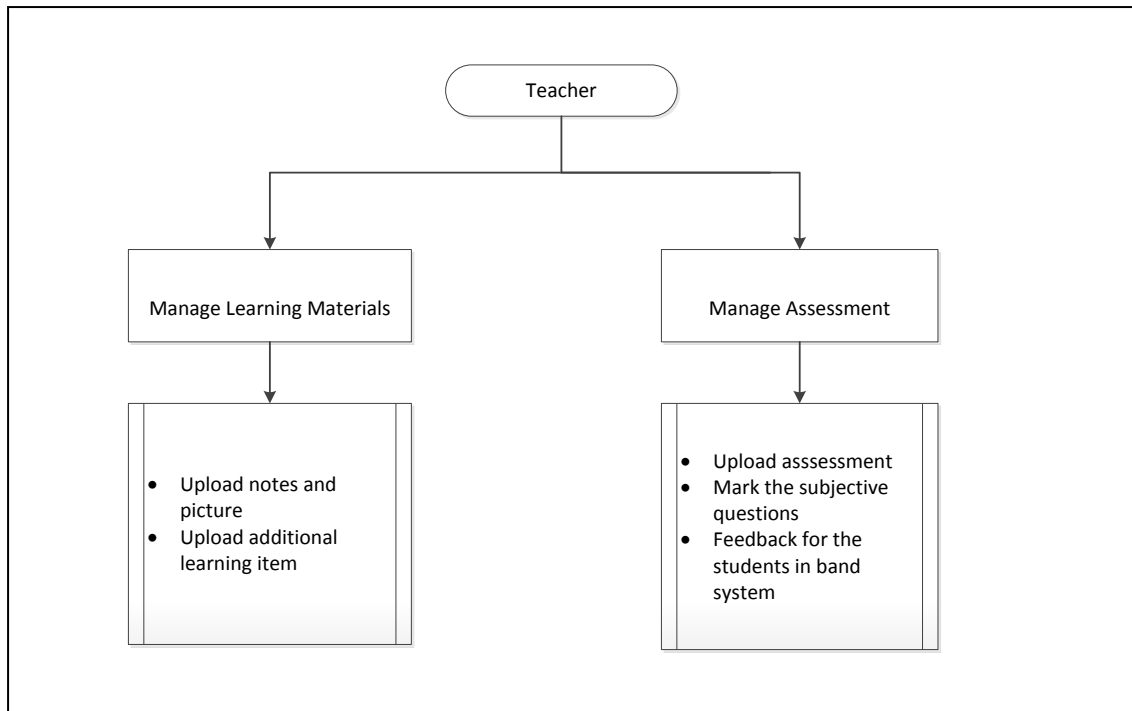 Teacher
Manage Learning Materials
Manage Assessment
• Upload notes and
picture
• Upload additional
learning item
• Upload asssessment
• Mark the subjective
questions
• Feedback for the
students in band
system